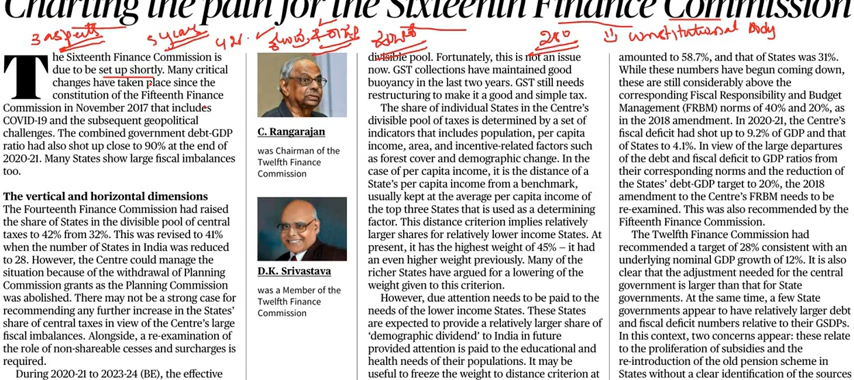 Charting the path for the Sixteenth Finance Commission
3 aspects
5 years
42%
280
constitutional body
The Sixteenth Finance Commission is
due to be set up shortly. Many critical
changes have taken place since the
constitution of the Fifteenth Finance
Commission in November 2017 that includes
COVID-19 and the subsequent geopolitical
challenges. The combined government debt-GDP
ratio had also shot up close to 90% at the end of
2020-21. Many States show large fiscal imbalances
too.
The vertical and horizontal dimensions
The Fourteenth Finance Commission had raised
the share of States in the divisible pool of central
taxes to 42% from 32%. This was revised to 41%
when the number of States in India was reduced
to 28. However, the Centre could manage the
situation because of the withdrawal of Planning
Commission grants as the Planning Commission
was abolished. There may not be a strong case for
recommending any further increase in the States'
share of central taxes in view of the Centre's large
fiscal imbalances. Alongside, a re-examination of
the role of non-shareable cesses and surcharges is
required.
During 2020-21 to 2023-24 (BE), the effective
C. Rangarajan
was Chairman of the
Twelfth Finance
Commission
D.K. Srivastava
was a Member of the
Twelfth Finance
Commission
divisible pool. Fortunately, this is not an issue
now. GST collections have maintained good
buoyancy in the last two years. GST still needs
restructuring to make it a good and simple tax.
The share of individual States in the Centre's
divisible pool of taxes is determined by a set of
indicators that includes population, per capita
income, area, and incentive-related factors such
as forest cover and demographic change. In the
case of per capita income, it is the distance of a
State's per capita income from a benchmark,
usually kept at the average per capita income of
the top three States that is used as a determining
factor. This distance criterion implies relatively
larger shares for relatively lower income States. At
present, it has the highest weight of 45% – it had
an even higher weight previously. Many of the
richer States have argued for a lowering of the
weight given to this criterion.
However, due attention needs to be paid to the
needs of the lower income States. These States
are expected to provide a relatively larger share of
'demographic dividend' to India in future
provided attention is paid to the educational and
health needs of their populations. It may be
useful to freeze the weight to distance criterion at
amounted to 58.7%, and that of States was 31%.
While these numbers have begun coming down,
these are still considerably above the
corresponding Fiscal Responsibility and Budget
Management (FRBM) norms of 40% and 20%, as
in the 2018 amendment. In 2020-21, the Centre's
fiscal deficit had shot up to 9.2% of GDP and that
of States to 4.1%. In view of the large departures
of the debt and fiscal deficit to GDP ratios from
their corresponding norms and the reduction of
the States' debt-GDP target to 20%, the 2018
amendment to the Centre's FRBM needs to be
re-examined. This was also recommended by the
Fifteenth Finance Commission.
The Twelfth Finance Commission had
recommended a target of 28% consistent with an
underlying nominal GDP growth of 12%. It is also
clear that the adjustment needed for the central
government is larger than that for State
governments. At the same time, a few State
governments appear to have relatively larger debt
and fiscal deficit numbers relative to their GSDPs.
In this context, two concerns appear: these relate
to the proliferation of subsidies and the
re-introduction of the old pension scheme in
States without a clear identification of the sources